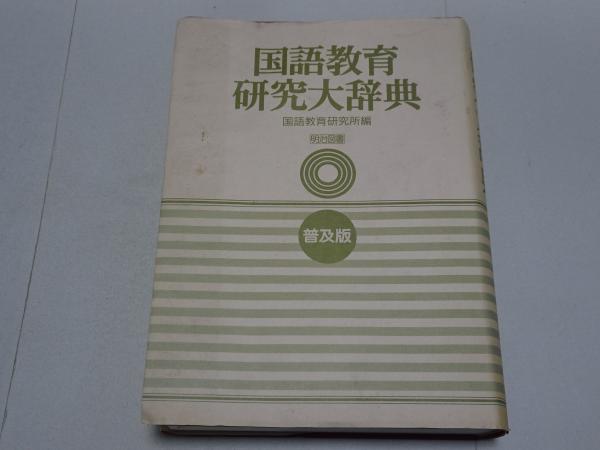 国語教育
研究大辞典
国語教育研究所編
明治図書
普及版